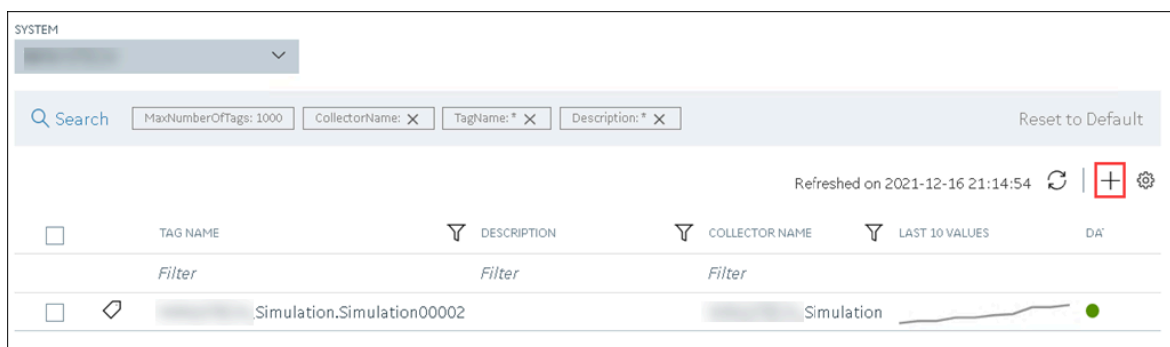 SYSTEM
Search MaxNumberOfTags: 1000 CollectorName: TagName: * Description: * Reset to Default
Refreshed on 2021-12-16 21:14:54
TAG NAME DESCRIPTION COLLECTOR NAME LAST 10 VALUES DA
Filter Filter Filter
Simulation.Simulation00002 Simulation